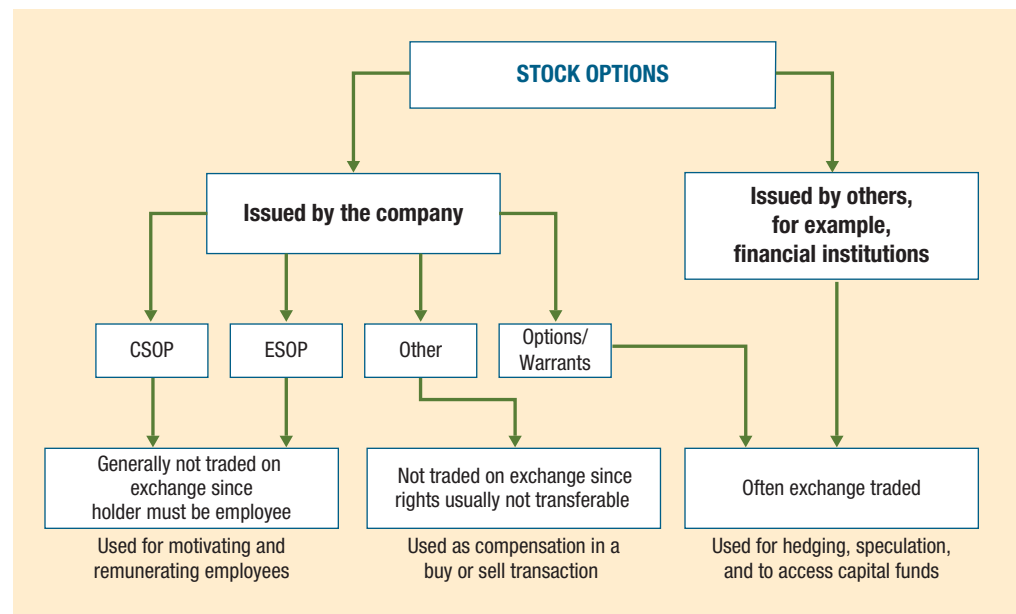 STOCK OPTIONS
Issued by the company
Issued by others,
for example,
financial institutions
CSOP
ESOP
Other
Options/
Warrants
Generally not traded on
exchange since
holder must be employee
Not traded on exchange since
rights usually not transferable
Often exchange traded
Used for motivating and
remunerating employees
Used as compensation in a
buy or sell transaction
Used for hedging, speculation,
and to access capital funds